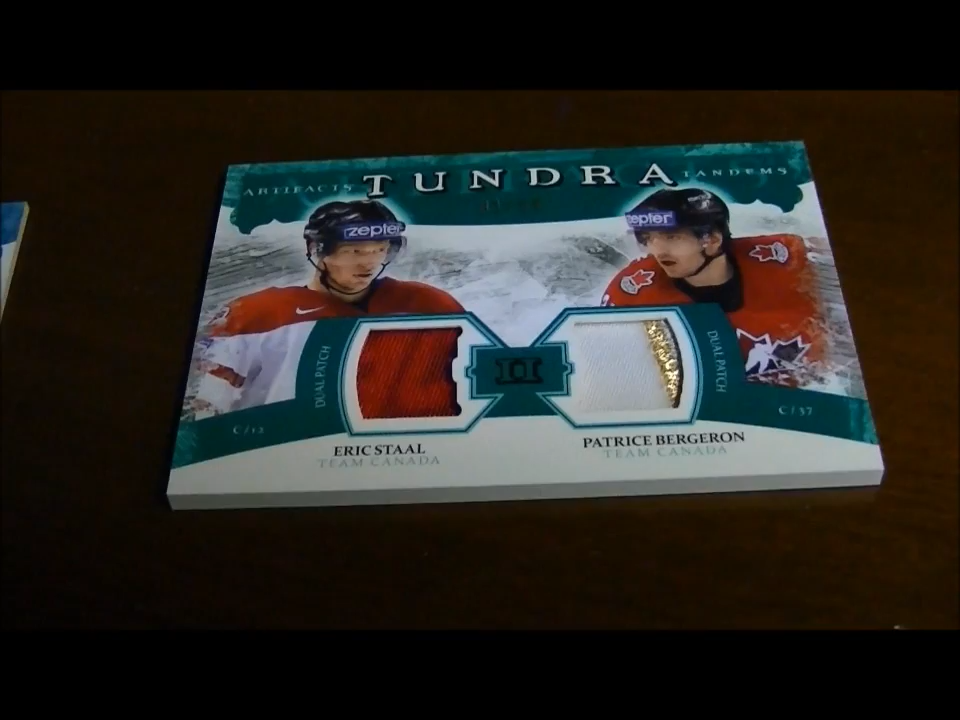 ARTIFACTS TUNDRA TANDEMS
zepter
zepter
DUAL PATCH
II
DUAL PATCH
C/12
C/37
ERIC STAAL
TEAM CANADA
PATRICE BERGERON
TEAM CANADA